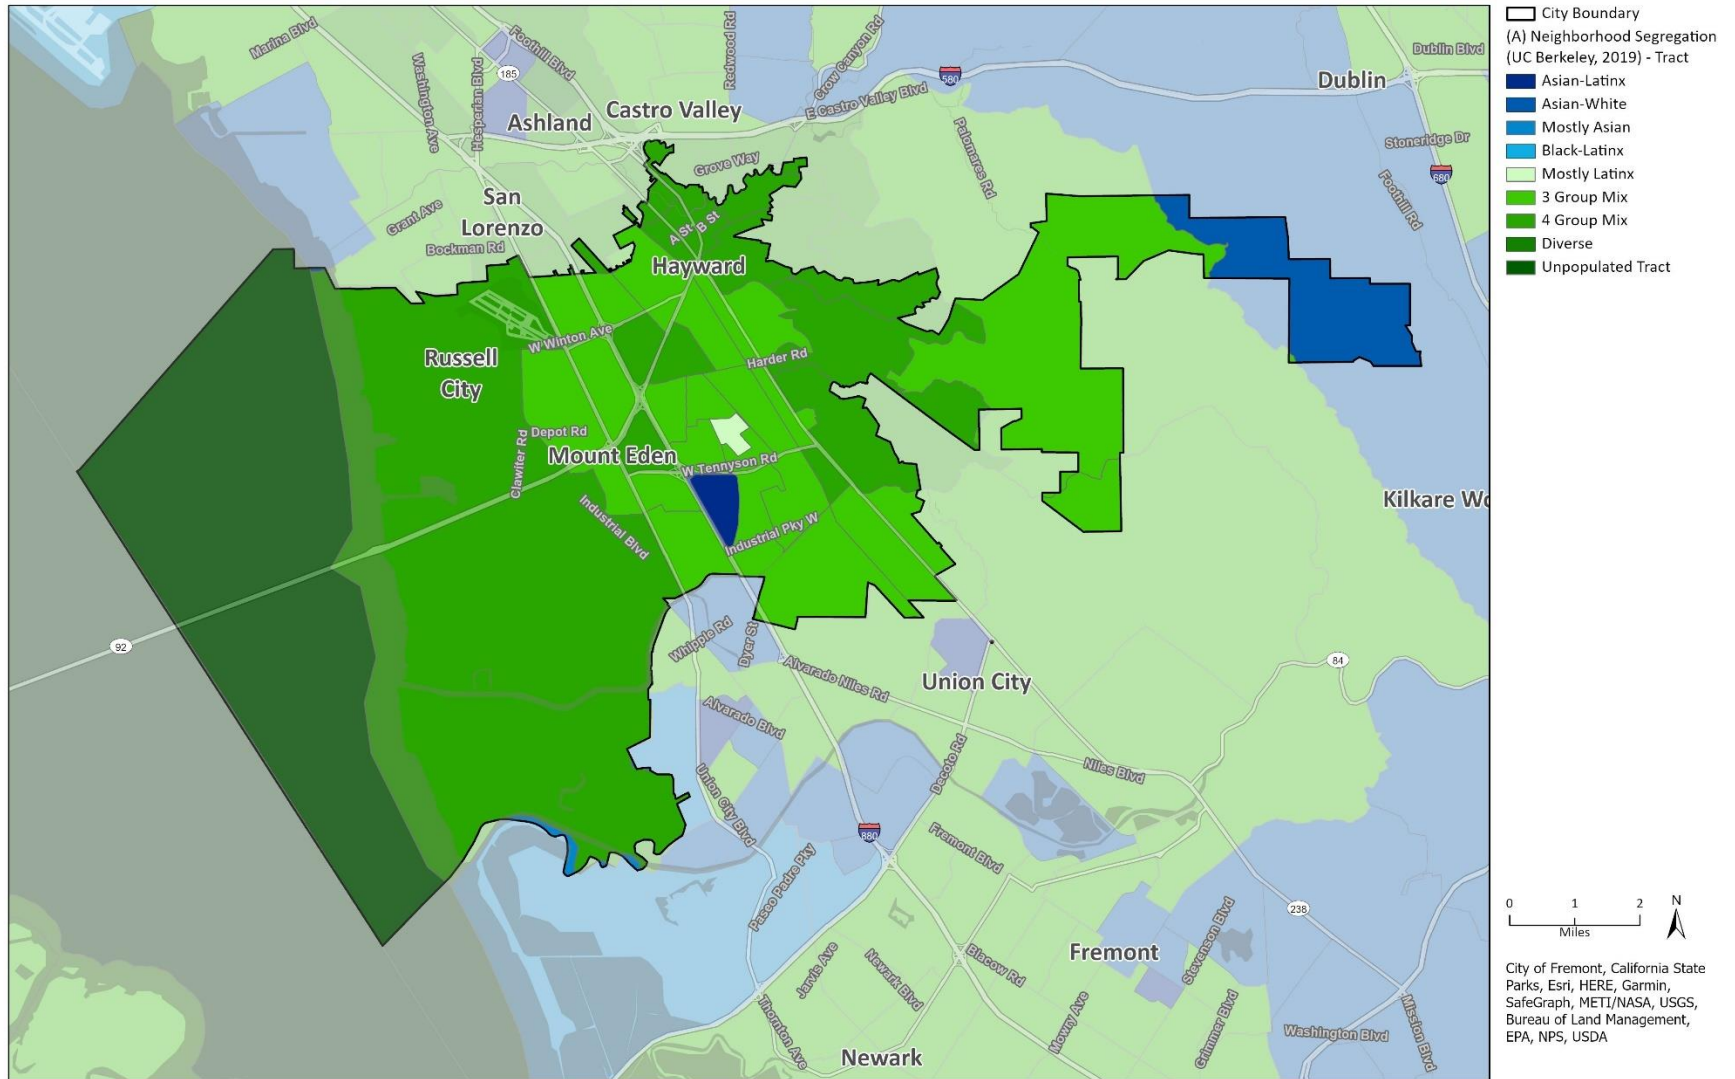 Marina Blvd
Washington Ave
Hesperian Blvd
185
Foothill Blvd
Redwood Rd
Crow Canyon Rd
E Castro Valley Blvd
580
Dublin
Dublin Blvd
Stoneridge Dr
680
Foothill Rd
Castro Valley
Ashland
Grove Way
Palomares Rd
San
Lorenzo
Grant Ave
Bockman Rd
A St
B St
Hayward
W Winton Ave
Harder Rd
Russell
City
Depot Rd
Clawiter Rd
Mount Eden
W Tennyson Rd
Industrial Blvd
Industrial Pky W
Kilkare Wo
92
Whipple Rd
Dyer St
Union City
84
Alvarado Niles Rd
Alvarado Blvd
Union City Blvd
Decoto Rd
Niles Blvd
880
Fremont Blvd
Paseo Padre Pky
238
Fremont
Stevenson Blvd
Blacow Rd
Jarvis Ave
Newark Blvd
Mowry Ave
Grimmer Blvd
Thornton Ave
Washington Blvd
Mission Blvd
Newark
City Boundary
(A) Neighborhood Segregation
(UC Berkeley, 2019) - Tract
Asian-Latinx
Asian-White
Mostly Asian
Black-Latinx
Mostly Latinx
3 Group Mix
4 Group Mix
Diverse
Unpopulated Tract
0 1 2
Miles
N
City of Fremont, California State
Parks, Esri, HERE, Garmin,
SafeGraph, METI/NASA, USGS,
Bureau of Land Management,
EPA, NPS, USDA